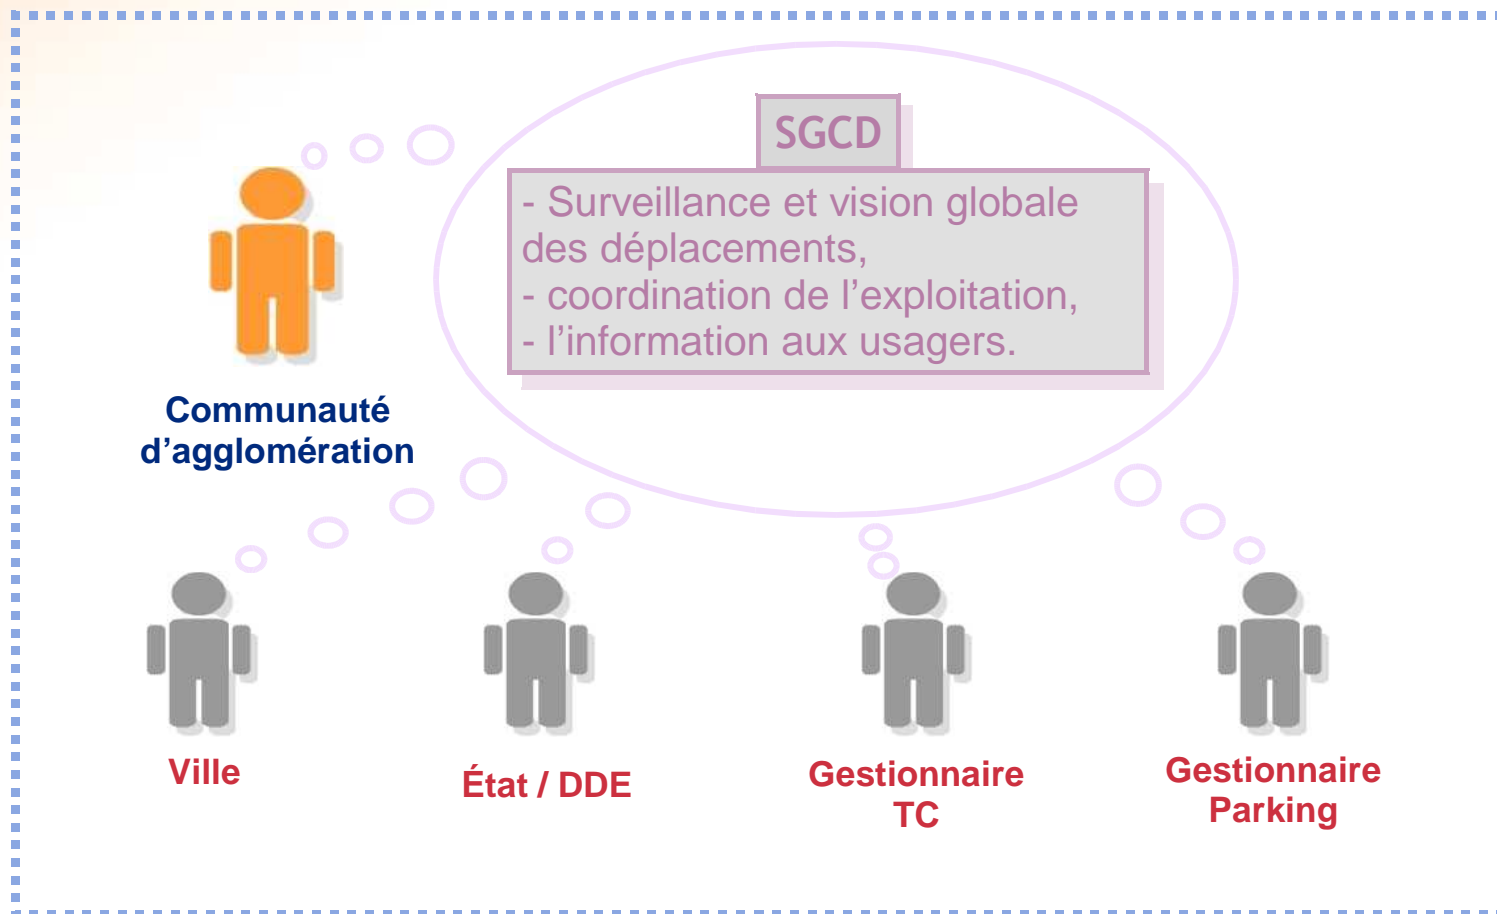 SGCD
- Surveillance et vision globale
des déplacements,
- coordination de l’exploitation,
- l’information aux usagers.
Communauté
d’agglomération
Ville
État / DDE
Gestionnaire
TC
Gestionnaire
Parking